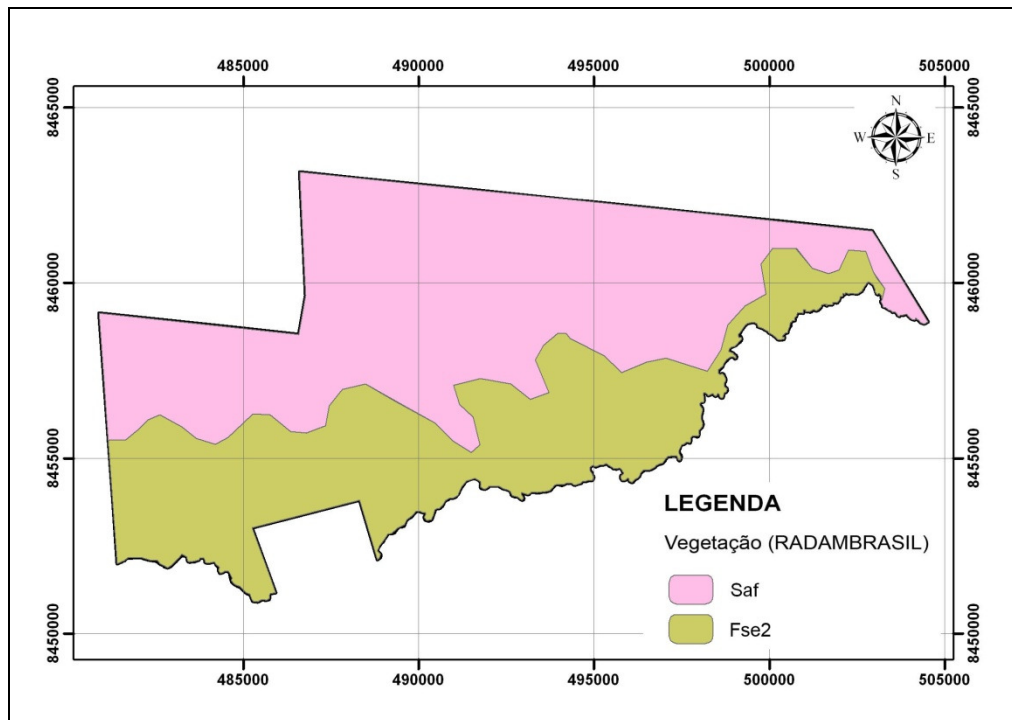 485000 490000 495000 500000 505000
8465000 8465000
N
W E
S
8460000 8460000
8455000 8455000
LEGENDA
Vegetação (RADAMBRASIL)
Saf
Fse2
8450000 8450000
485000 490000 495000 500000 505000